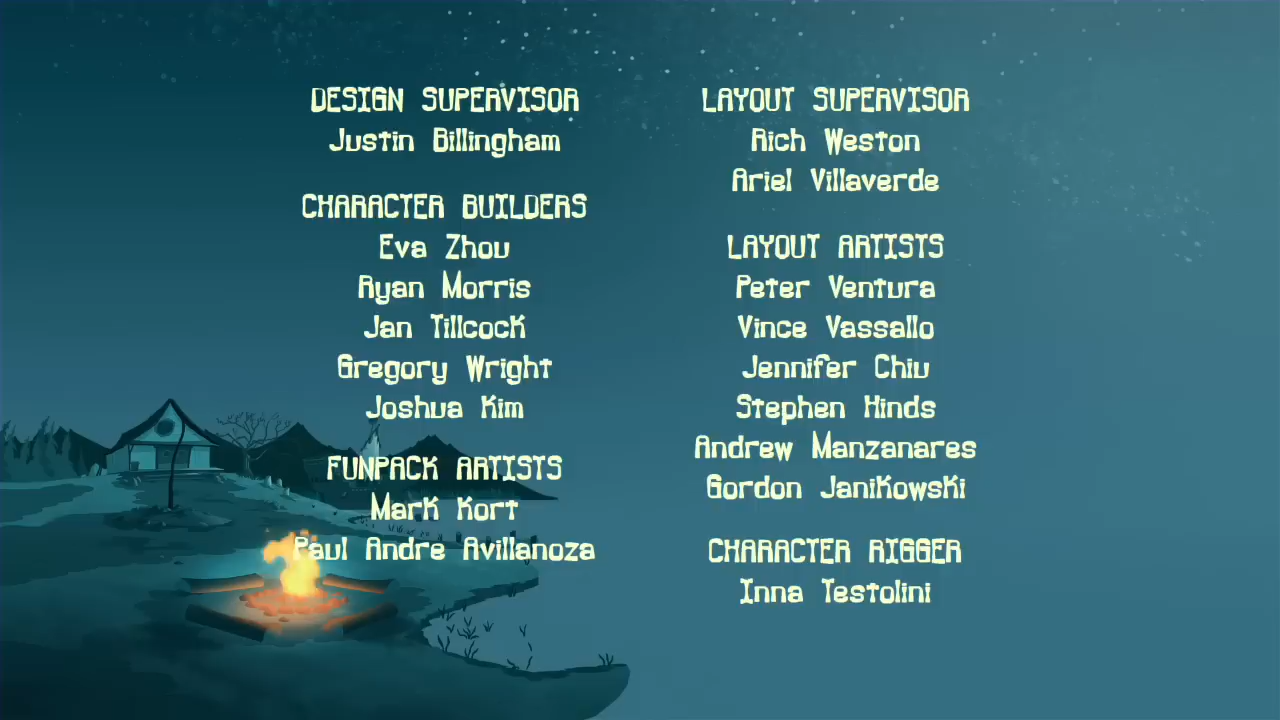 DESIGN SUPERVISOR
Justin Billingham
CHARACTER BUILDERS
Eva Zhou
Ryan Morris
Jan Tillcock
Gregory Wright
Joshua Kim
FUNPACK ARTISTS
Mark Kort
Paul Andre Avillanoza
LAYOUT SUPERVISOR
Rich Weston
Ariel Villaverde
LAYOUT ARTISTS
Peter Ventura
Vince Vassallo
Jennifer Chiu
Stephen Hinds
Andrew Manzanares
Gordon Janikowski
CHARACTER RIGGER
Inna Testolini